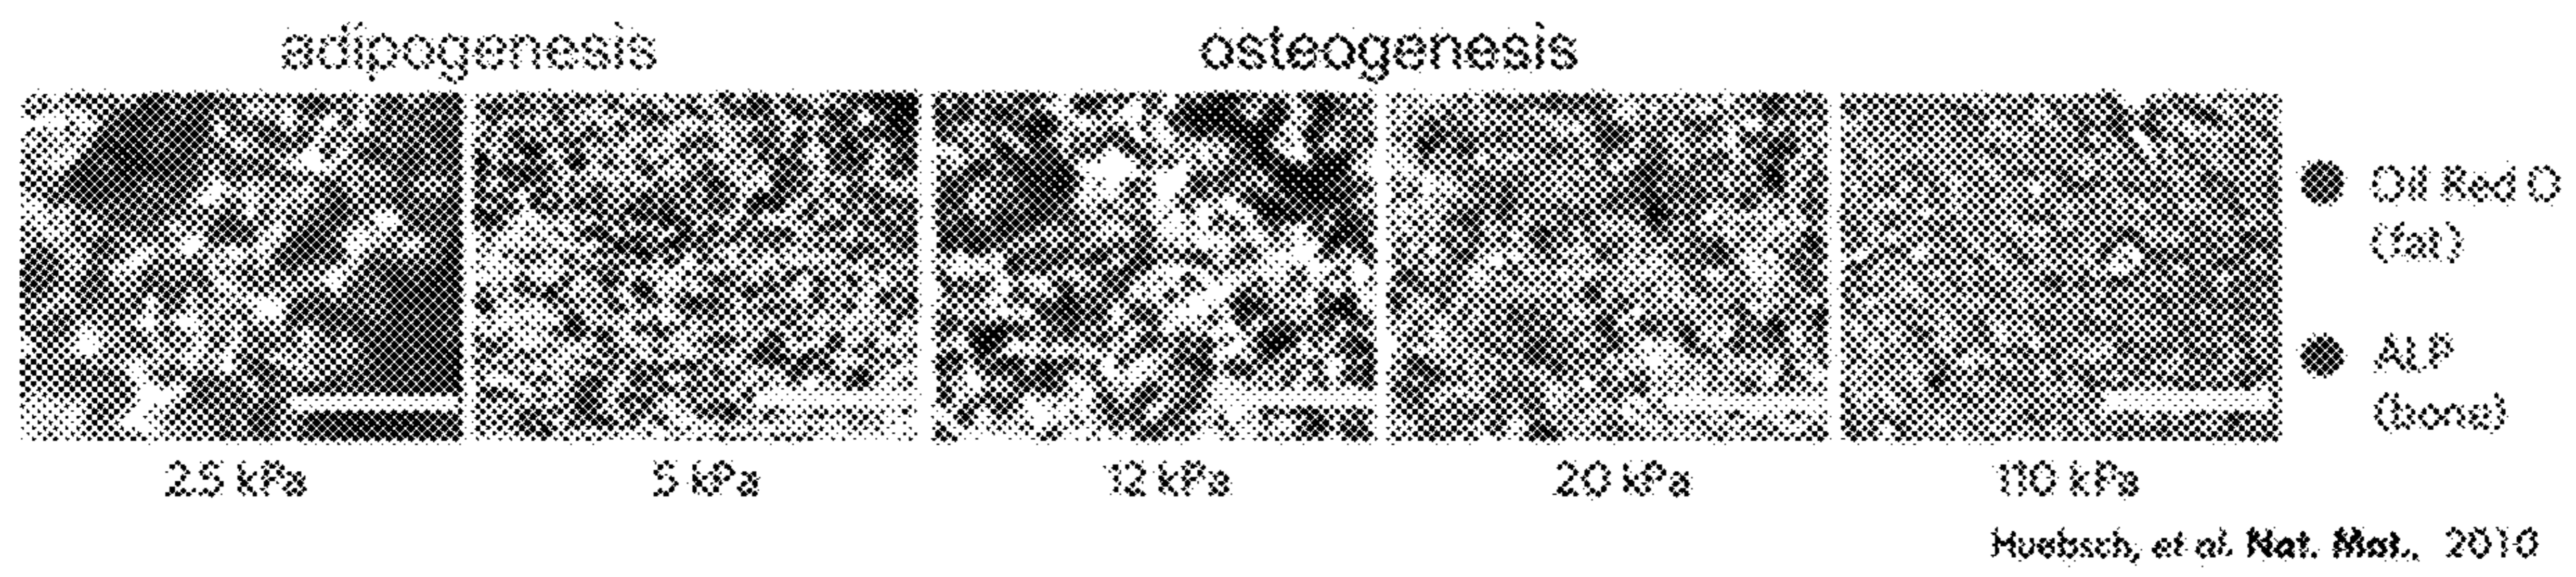 adipogenesis
osteogenesis
Oil Red O
(fat)
ALP
(bone)
2.5 kPa
5 kPa
12 kPa
20 kPa
110 kPa
Huebsch, et al. Nat. Mat., 2010